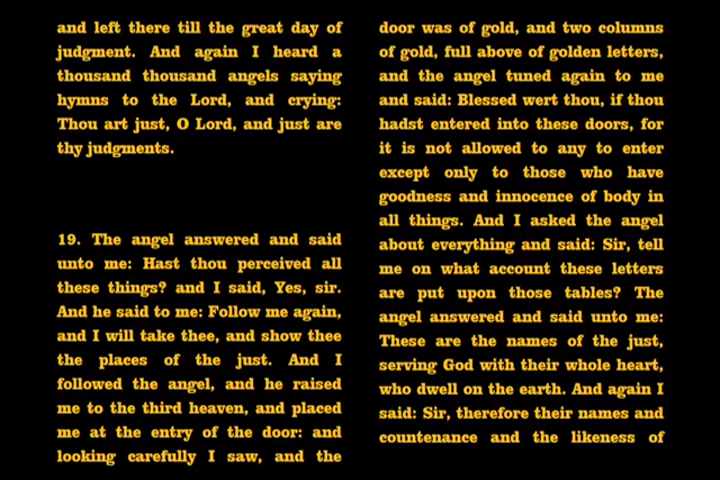 and left there till the great day of
judgment. And again I heard a
thousand thousand angels saying
hymns to the Lord, and crying:
Thou art just, O Lord, and just are
thy judgments.
19. The angel answered and said
unto me: Hast thou perceived all
these things? and I said, Yes, sir.
And he said to me: Follow me again,
and I will take thee, and show thee
the places of the just. And I
followed the angel, and he raised
me to the third heaven, and placed
me at the entry of the door: and
looking carefully I saw, and the
door was of gold, and two columns
of gold, full above of golden letters,
and the angel tuned again to me
and said: Blessed wert thou, if thou
hadst entered into these doors, for
it is not allowed to any to enter
except only to those who have
goodness and innocence of body in
all things. And I asked the angel
about everything and said: Sir, tell
me on what account these letters
are put upon those tables? The
angel answered and said unto me:
These are the names of the just,
serving God with their whole heart,
who dwell on the earth. And again I
said: Sir, therefore their names and
countenance and the likeness of